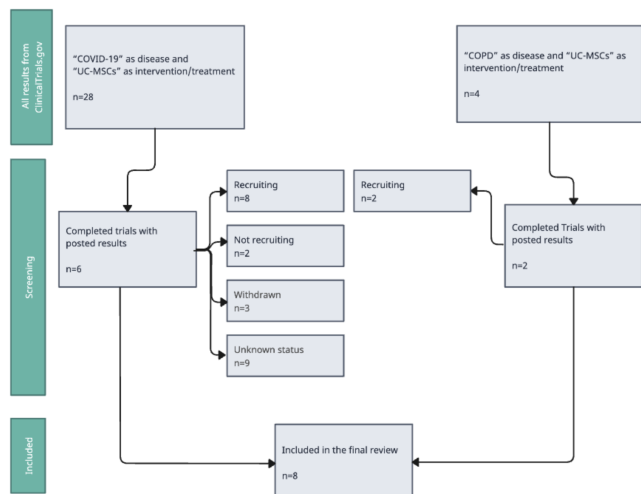 All results from
ClinicalTrials.gov
“COVID-19” as disease and
“UC-MSCs” as intervention/treatment
n=28
“COPD” as disease and “UC-MSCs” as
intervention/treatment
n=4
Screening
Completed trials with
posted results
n=6
Recruiting
n=8
Not recruiting
n=2
Withdrawn
n=3
Unknown status
n=9
Recruiting
n=2
Completed Trials with
posted results
n=2
Included
Included in the final review
n=8